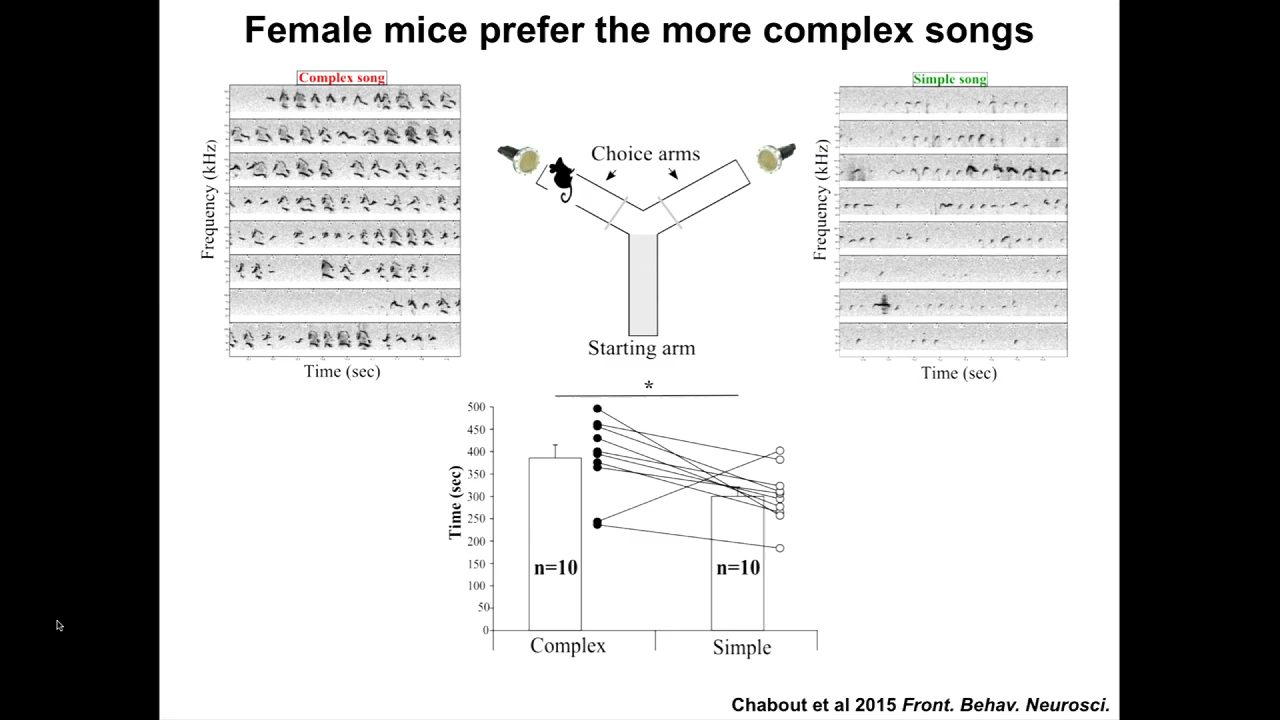 Female mice prefer the more complex songs
Complex song
Simple song
Frequency (kHz)
Time (sec)
Choice arms
Starting arm
Frequency (kHz)
Time (sec)
*
Time (sec)
500
450
400
350
300
250
200
150
100
50
0
n=10
n=10
Complex
Simple
Chabout et al 2015 Front. Behav. Neurosci.